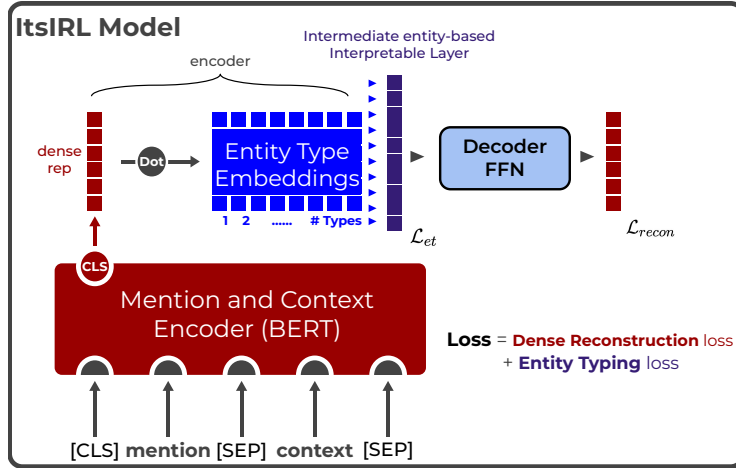 ItsIRL Model
Intermediate entity-based
Interpretable Layer
encoder
dense
rep
Dot
Entity Type
Embeddings
1 2 ...... # Types
Decoder
FFN
ℒet
ℒrecon
CLS
Mention and Context
Encoder (BERT)
Loss = Dense Reconstruction loss
+ Entity Typing loss
[CLS] mention [SEP] context [SEP]